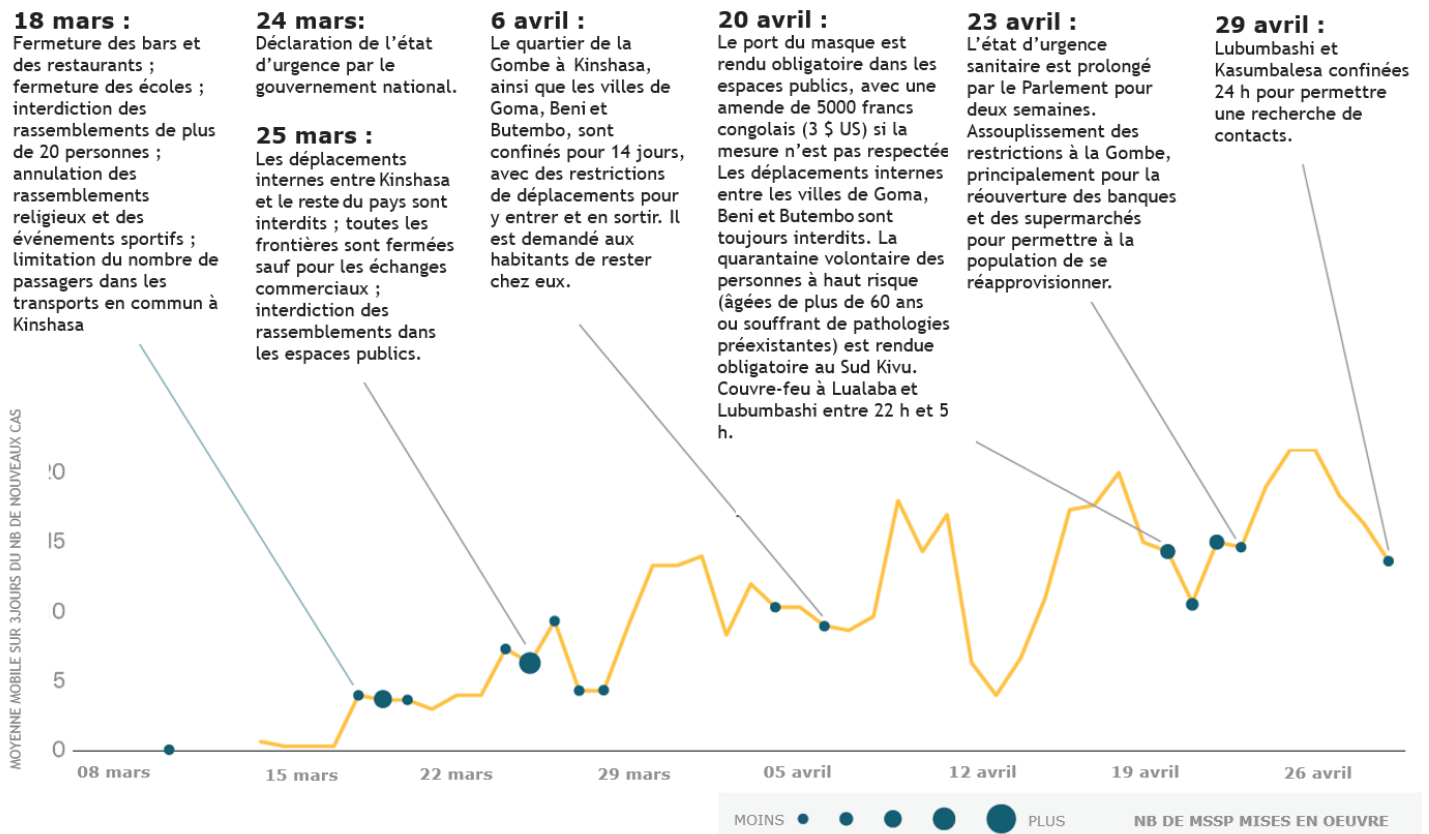 18 mars :
Fermeture des bars et
des restaurants ;
fermeture des écoles ;
interdiction des
rassemblements de plus
de 20 personnes ;
annulation des
rassemblements
religieux et des
événements sportifs ;
limitation du nombre de
passagers dans les
transports en commun à
Kinshasa
24 mars:
Déclaration de l’état
d’urgence par le
gouvernement national.
25 mars :
Les déplacements
internes entre Kinshasa
et le reste du pays sont
interdits ; toutes les
frontières sont fermées
sauf pour les échanges
commerciaux ;
interdiction des
rassemblements dans
les espaces publics.
6 avril :
Le quartier de la
Gombe à Kinshasa,
ainsi que les villes de
Goma, Beni et
Butembo, sont
confinés pour 14 jours,
avec des restrictions
de déplacements pour
y entrer et en sortir. Il
est demandé aux
habitants de rester
chez eux.
20 avril :
Le port du masque est
rendu obligatoire dans les
espaces publics, avec une
amende de 5000 francs
congolais (3 $ US) si la
mesure n’est pas respectée
Les déplacements internes
entre les villes de Goma,
Beni et Butembo sont
toujours interdits. La
quarantaine volontaire des
personnes à haut risque
(âgées de plus de 60 ans
ou souffrant de pathologies
préexistantes) est rendue
obligatoire au Sud Kivu.
Couvre-feu à Lualaba et
Lubumbashi entre 22 h et 5
h.
23 avril :
L’état d’urgence
sanitaire est prolongé
par le Parlement pour
deux semaines.
Assouplissement des
restrictions à la Gombe,
principalement pour la
réouverture des banques
et des supermarchés
pour permettre à la
population de se
réapprovisionner.
29 avril :
Lubumbashi et
Kasumbalesa confinées
24 h pour permettre
une recherche de
contacts.
MOYENNE MOBILE SUR 3JOURS DU NB DE NOUVEAUX CAS
5
0
08 mars
15 mars
22 mars
29 mars
05 avril
12 avril
19 avril
26 avril
MOINS
PLUS
NB DE MSSP MISES EN OEUVRE